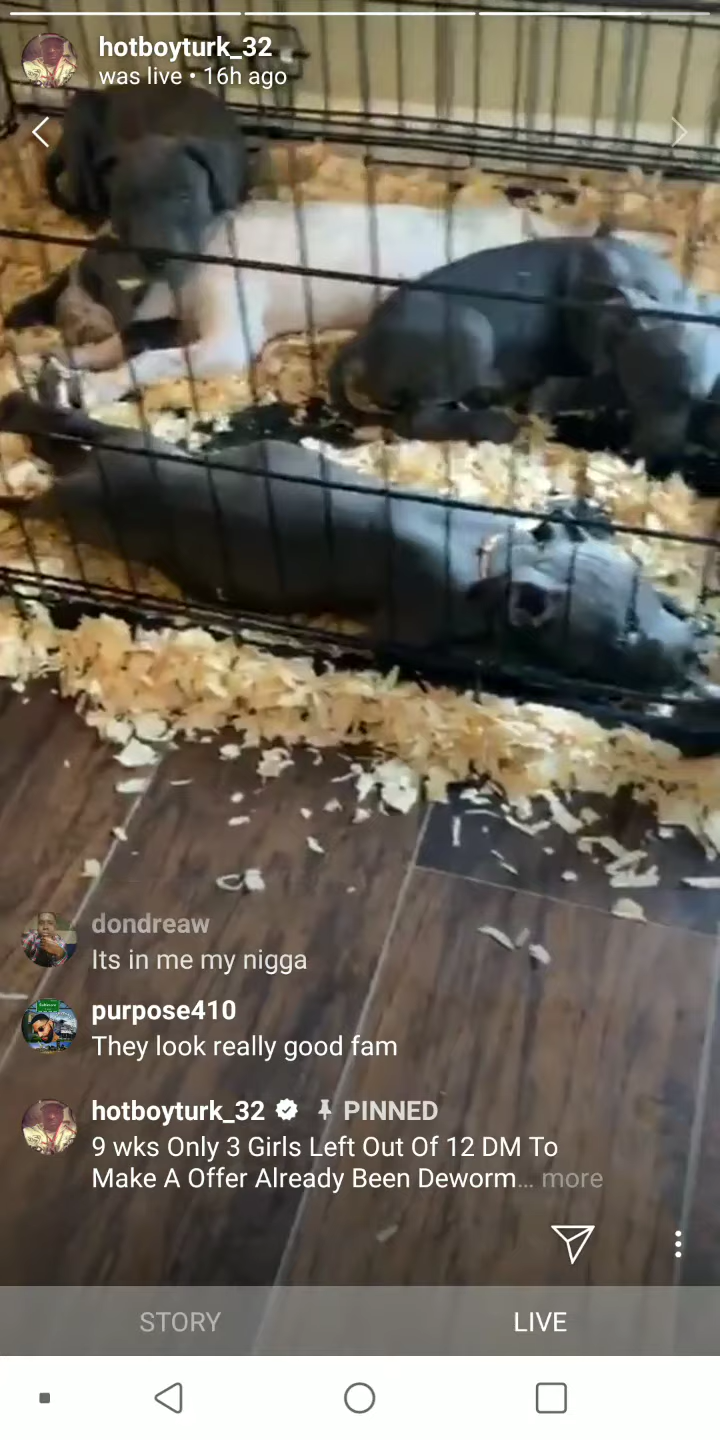 hotboyturk_32
was live • 16h ago
dondreaw
Its in me my nigga
purpose410
They look really good fam
hotboyturk_32 PINNED
9 wks Only 3 Girls Left Out Of 12 DM To
Make A Offer Already Been Deworm... more
STORY LIVE